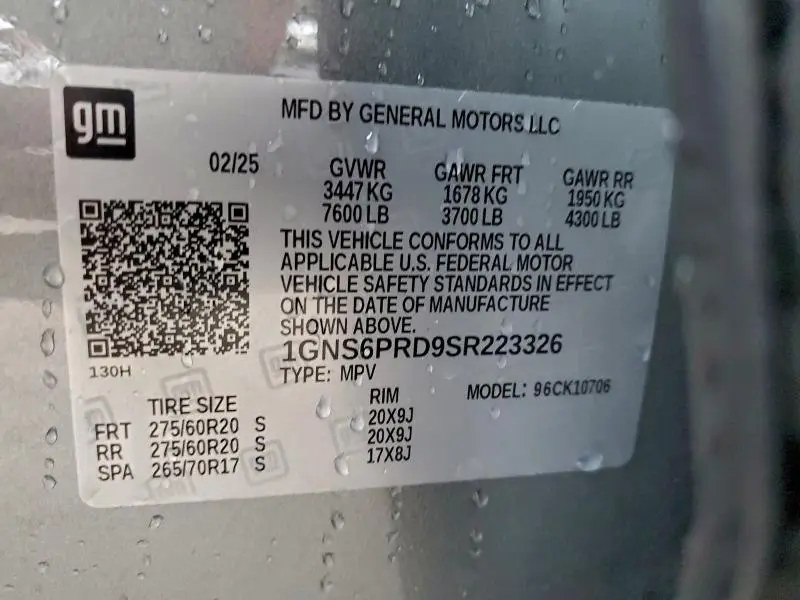 gm
MFD BY GENERAL MOTORS LLC
02/25
GVWR GAWR FRT GAWR RR
3447 KG 1678 KG 1950 KG
7600 LB 3700 LB 4300 LB
THIS VEHICLE CONFORMS TO ALL
APPLICABLE U.S. FEDERAL MOTOR
VEHICLE SAFETY STANDARDS IN EFFECT
ON THE DATE OF MANUFACTURE
SHOWN ABOVE.
1GNS6PRD9SR223326
130H
TYPE: MPV
MODEL: 96CK10706
TIRE SIZE RIM
FRT 275/60R20 S 20X9J
RR 275/60R20 S 20X9J
SPA 265/70R17 S 17X8J